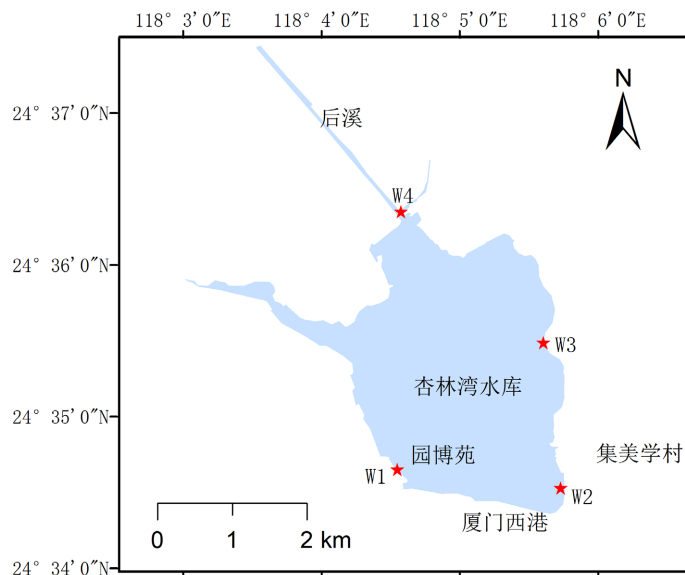 118° 3′0″E
118° 4′0″E
118° 5′0″E
118° 6′0″E
24° 37′0″N
24° 36′0″N
24° 35′0″N
24° 34′0″N
N
后溪
W4
W3
杏林湾水库
园博苑
W1
集美学村
W2
厦门西港
0 1 2 km